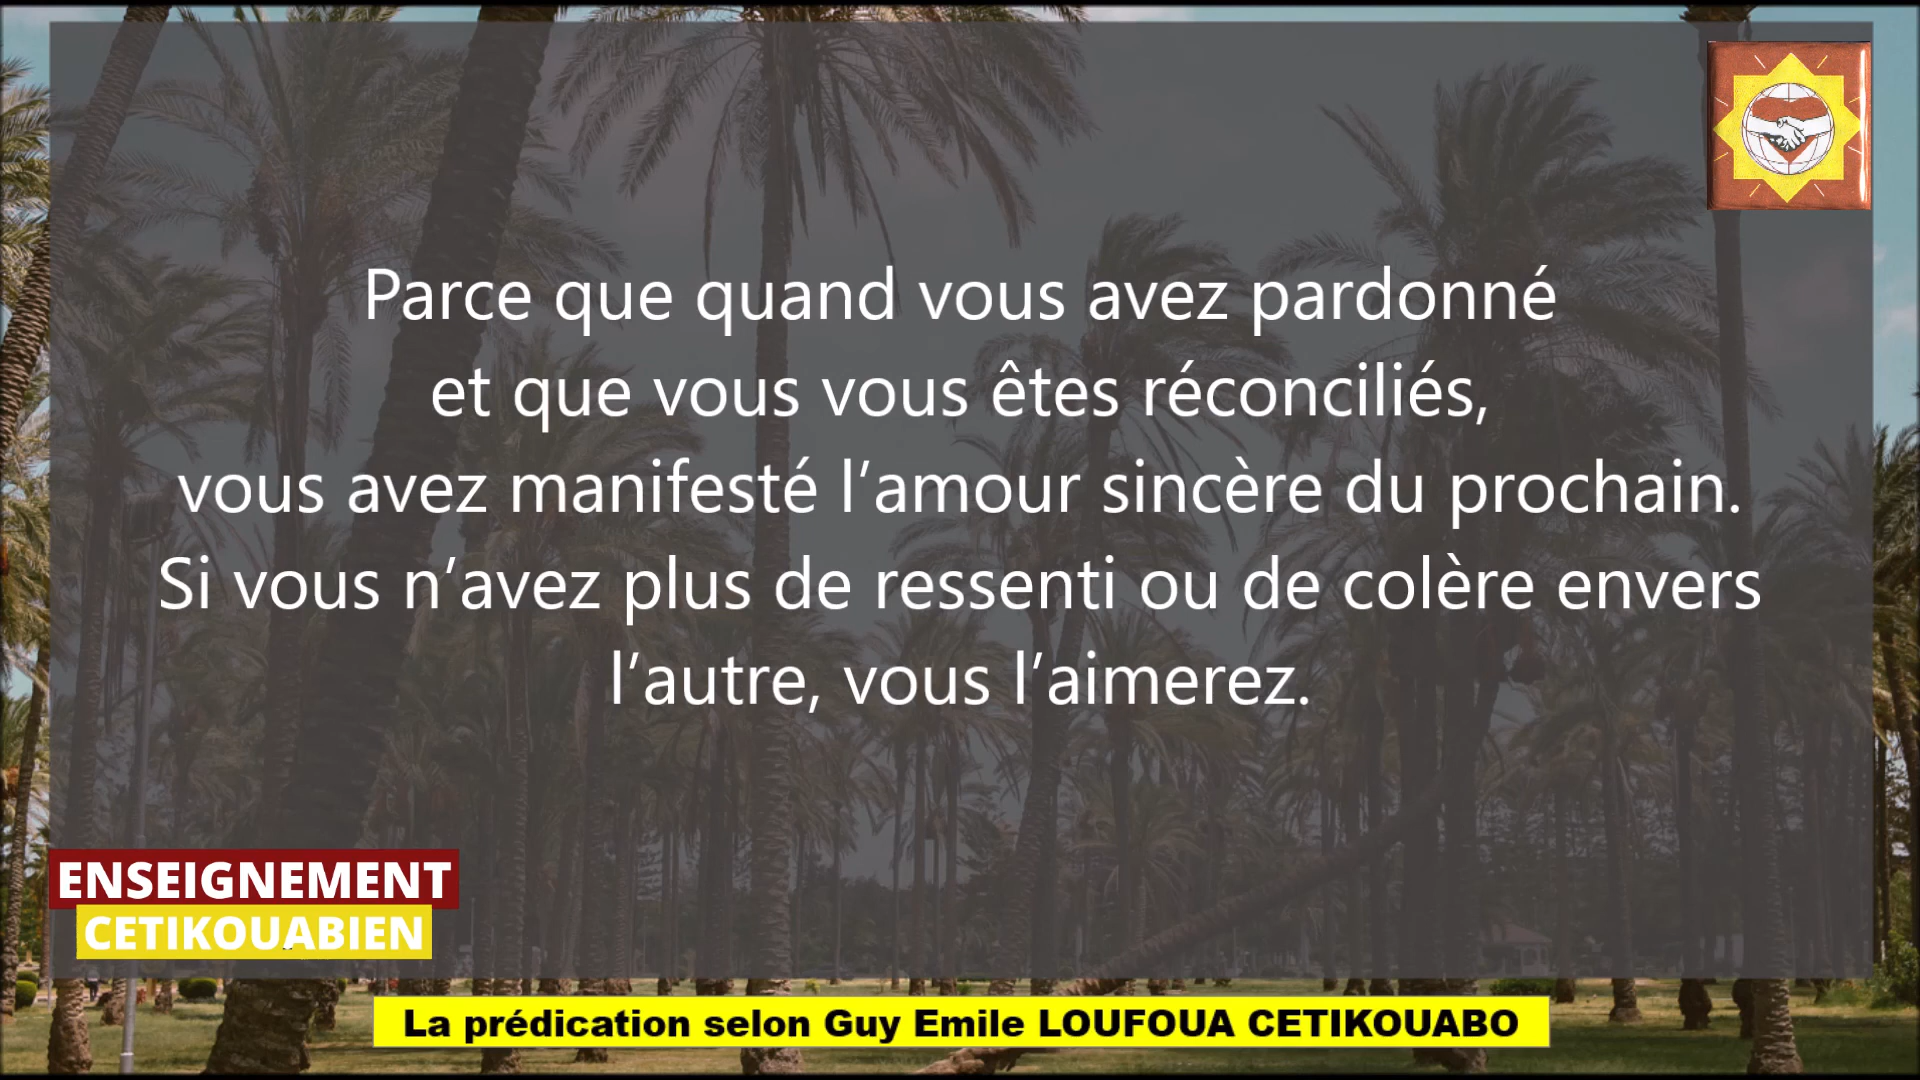 Parce que quand vous avez pardonné
et que vous vous êtes réconciliés,
vous avez manifesté l’amour sincère du prochain.
Si vous n’avez plus de ressenti ou de colère envers
l’autre, vous l’aimerez.
ENSEIGNEMENT
CETIKOUABIEN
La prédication selon Guy Emile LOUFOUA CETIKOUABO